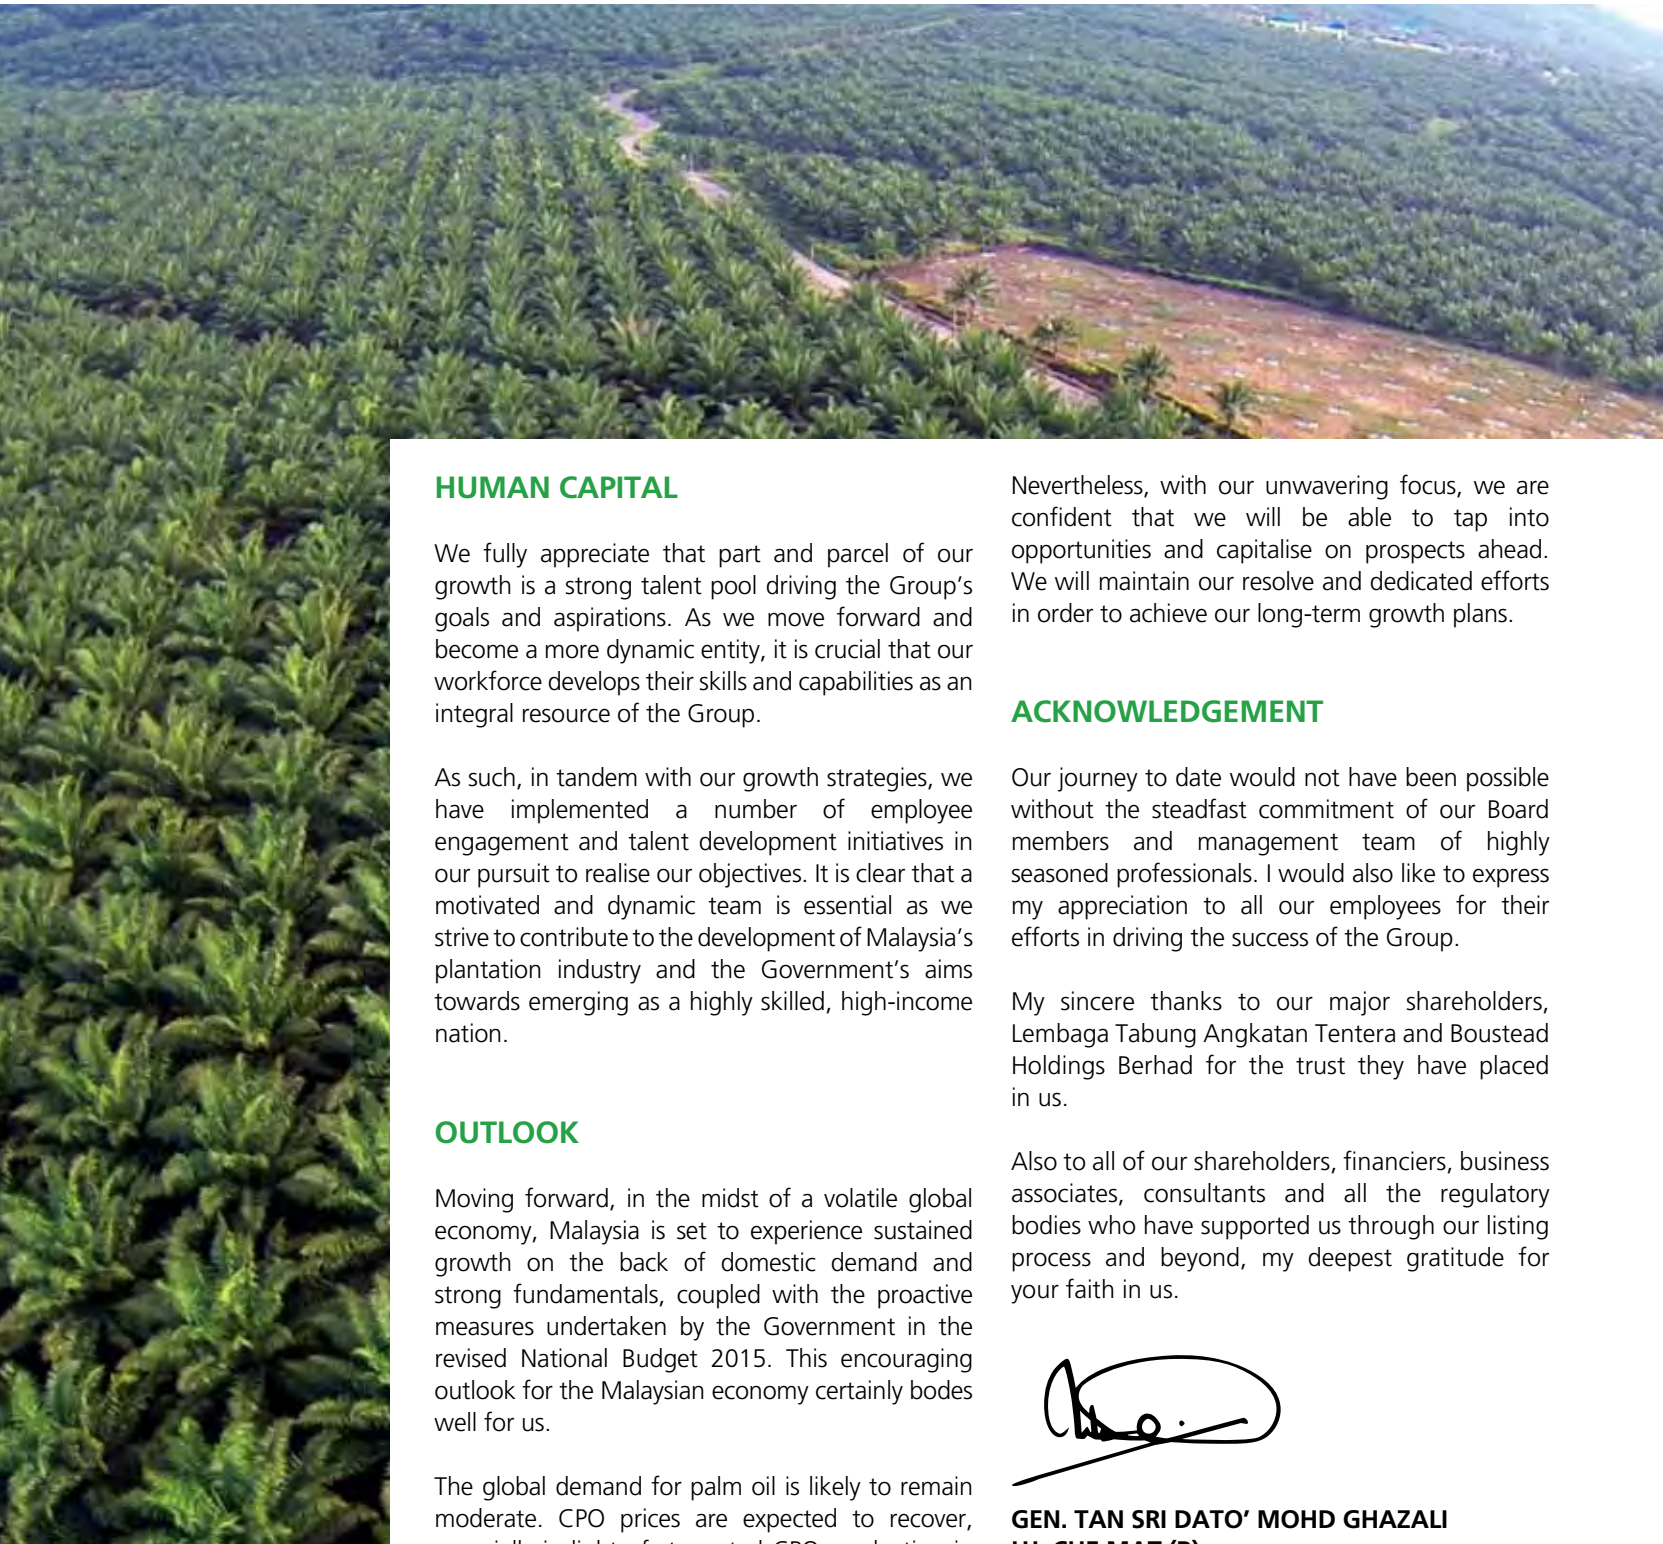 HUMAN CAPITAL
We fully appreciate that part and parcel of our
growth is a strong talent pool driving the Group’s
goals and aspirations. As we move forward and
become a more dynamic entity, it is crucial that our
workforce develops their skills and capabilities as an
integral resource of the Group.
As such, in tandem with our growth strategies, we
have implemented a number of employee
engagement and talent development initiatives in
our pursuit to realise our objectives. It is clear that a
motivated and dynamic team is essential as we
strive to contribute to the development of Malaysia’s
plantation industry and the Government’s aims
towards emerging as a highly skilled, high-income
nation.
OUTLOOK
Moving forward, in the midst of a volatile global
economy, Malaysia is set to experience sustained
growth on the back of domestic demand and
strong fundamentals, coupled with the proactive
measures undertaken by the Government in the
revised National Budget 2015. This encouraging
outlook for the Malaysian economy certainly bodes
well for us.
The global demand for palm oil is likely to remain
moderate. CPO prices are expected to recover,
Nevertheless, with our unwavering focus, we are
confident that we will be able to tap into
opportunities and capitalise on prospects ahead.
We will maintain our resolve and dedicated efforts
in order to achieve our long-term growth plans.
ACKNOWLEDGEMENT
Our journey to date would not have been possible
without the steadfast commitment of our Board
members and management team of highly
seasoned professionals. I would also like to express
my appreciation to all our employees for their
efforts in driving the success of the Group.
My sincere thanks to our major shareholders,
Lembaga Tabung Angkatan Tentera and Boustead
Holdings Berhad for the trust they have placed
in us.
Also to all of our shareholders, financiers, business
associates, consultants and all the regulatory
bodies who have supported us through our listing
process and beyond, my deepest gratitude for
your faith in us.
GEN. TAN SRI DATO’ MOHD GHAZALI